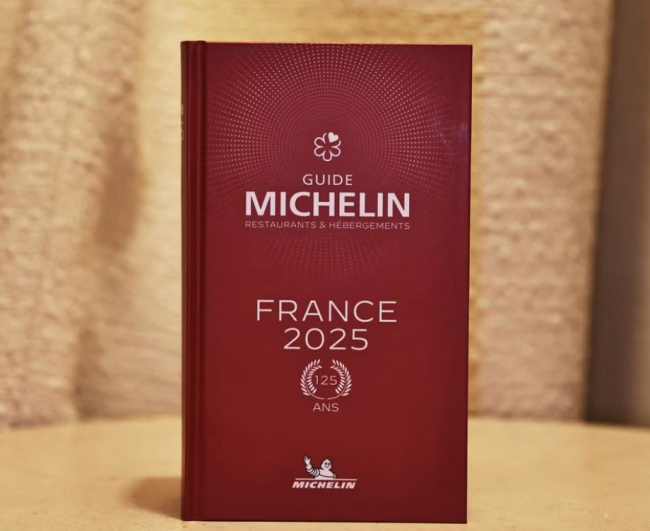 GUIDE
MICHELIN
RESTAURANTS & HÉBERGEMENTS
FRANCE
2025
125
ANS
MICHELIN